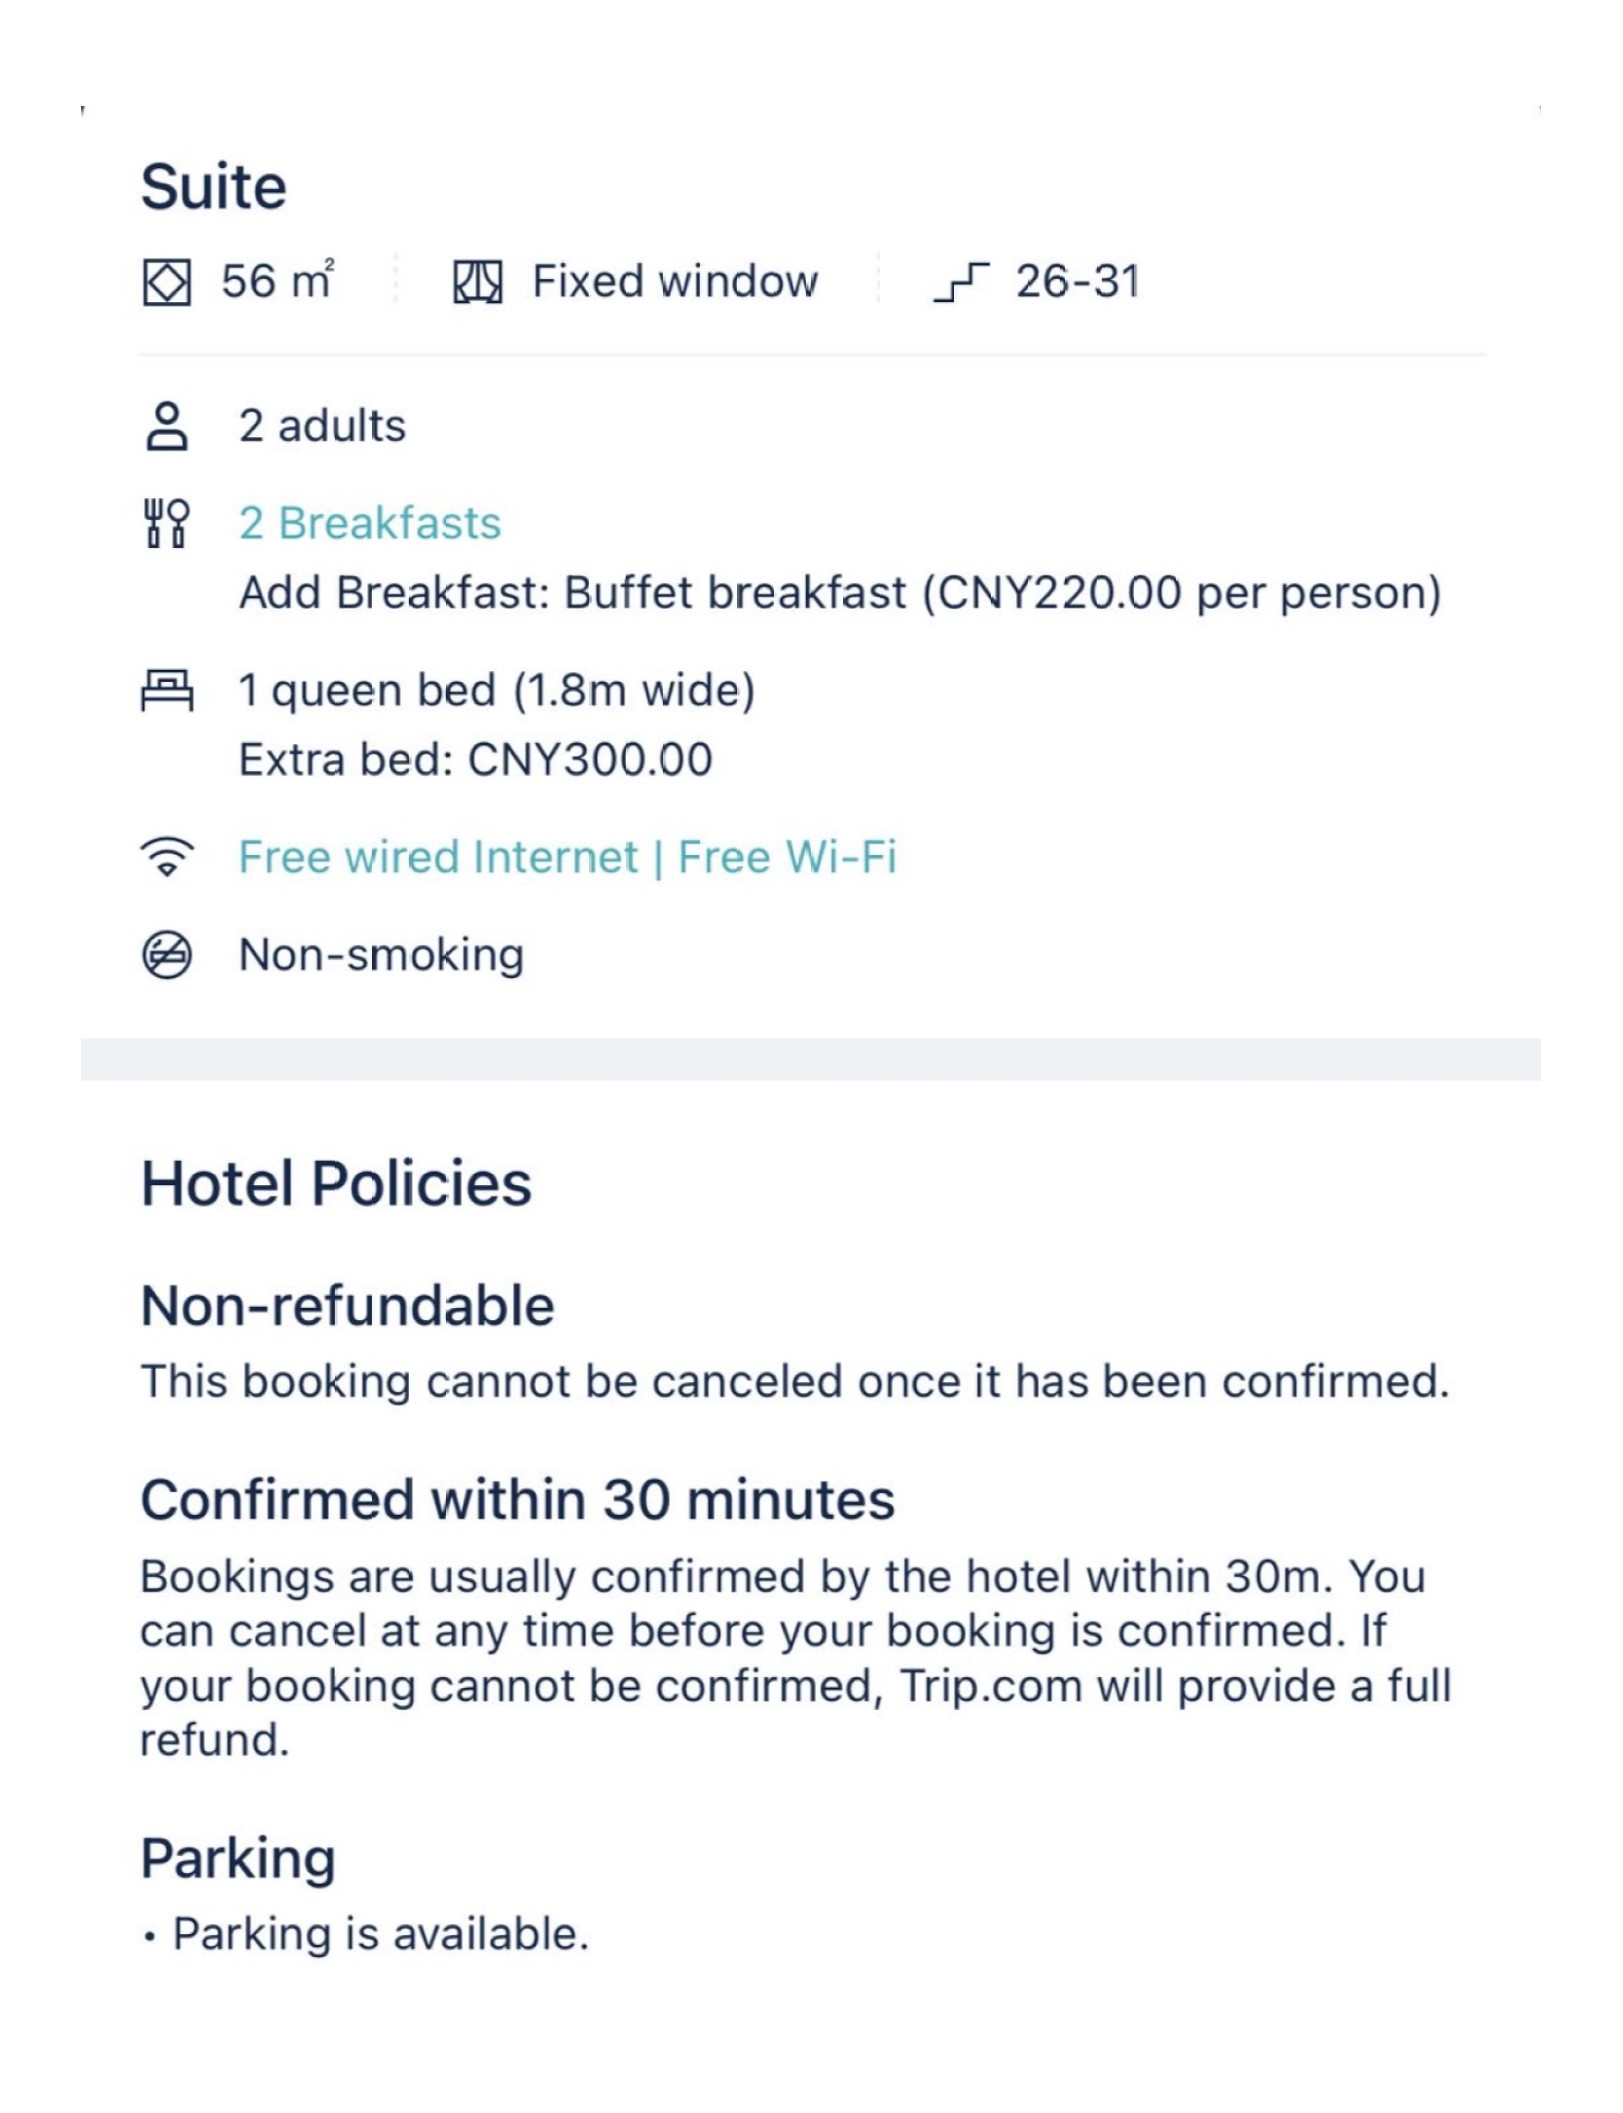 Suite
56 m²
Fixed window
26-31
2 adults
2 Breakfasts
Add Breakfast: Buffet breakfast (CNY220.00 per person)
1 queen bed (1.8m wide)
Extra bed: CNY300.00
Free wired Internet | Free Wi-Fi
Non-smoking
Hotel Policies
Non-refundable
This booking cannot be canceled once it has been confirmed.
Confirmed within 30 minutes
Bookings are usually confirmed by the hotel within 30m. You
can cancel at any time before your booking is confirmed. If
your booking cannot be confirmed, Trip.com will provide a full
refund.
Parking
• Parking is available.